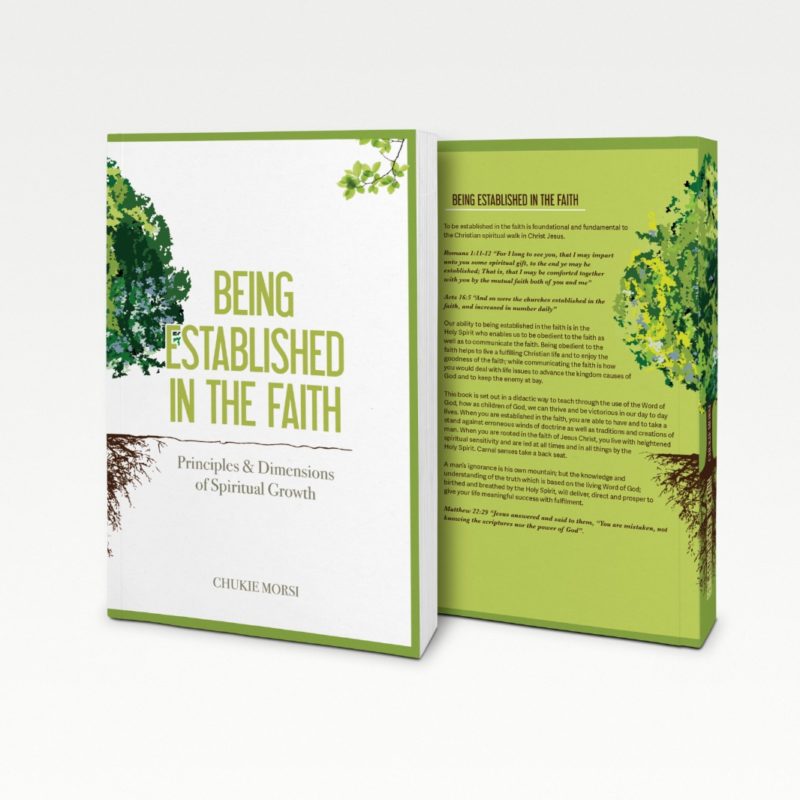 BEING
ESTABLISHED
IN THE FAITH
Principles & Dimensions
of Spiritual Growth
CHUKIE MORSI
BEING ESTABLISHED IN THE FAITH
To be established in the faith is foundational and fundamental to
the Christian spiritual walk in Christ Jesus.
Romans 1:11-12 "For I long to see you, that I may impart
unto you some spiritual gift, to the end ye may be
established; That is, that I may be comforted together
with you by the mutual faith both of you and me"
Acts 16:5 "And so were the churches established in the
faith, and increased in number daily"
Our ability to being established in the faith is in the
Holy Spirit who enables us to be obedient to the faith as
well as to communicate the faith. Being obedient to the
faith helps to live a fulfilling Christian life and to enjoy the
goodness of the faith; while communicating the faith is how
you would deal with life issues to advance the kingdom causes of
God and to keep the enemy at bay.
This book is set out in a didactic way to teach through the use of the Word of
God, how as children of God, we can thrive and be victorious in our day to day
lives. When you are established in the faith, you are able to have and to take a
stand against erroneous winds of doctrine as well as traditions and creations of
man. When you are rooted in the faith of Jesus Christ, you live with heightened
spiritual sensitivity and are led at all times and in all things by the
Holy Spirit. Carnal senses take a back seat.
A man's ignorance is his own mountain; but the knowledge and
understanding of the truth which is based on the living Word of God;
birthed and breathed by the Holy Spirit, will deliver, direct and prosper to
give your life meaningful success with fulfilment.
Matthew 22:29 "Jesus answered and said to them, "You are mistaken, not
knowing the scriptures nor the power of God".
CHUKIE MORSI